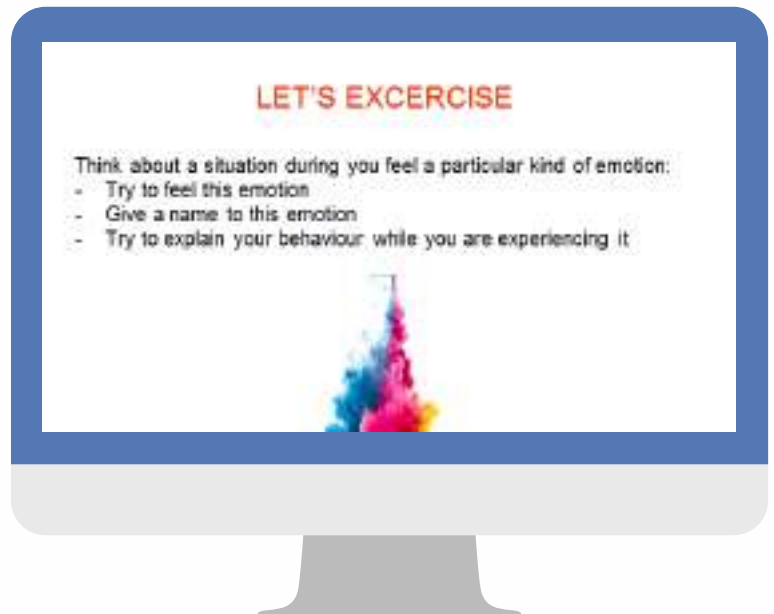 LET'S EXCERCISE
Think about a situation during you feel a particular kind of emotion:
- Try to feel this emotion
- Give a name to this emotion
- Try to explain your behaviour while you are experiencing it